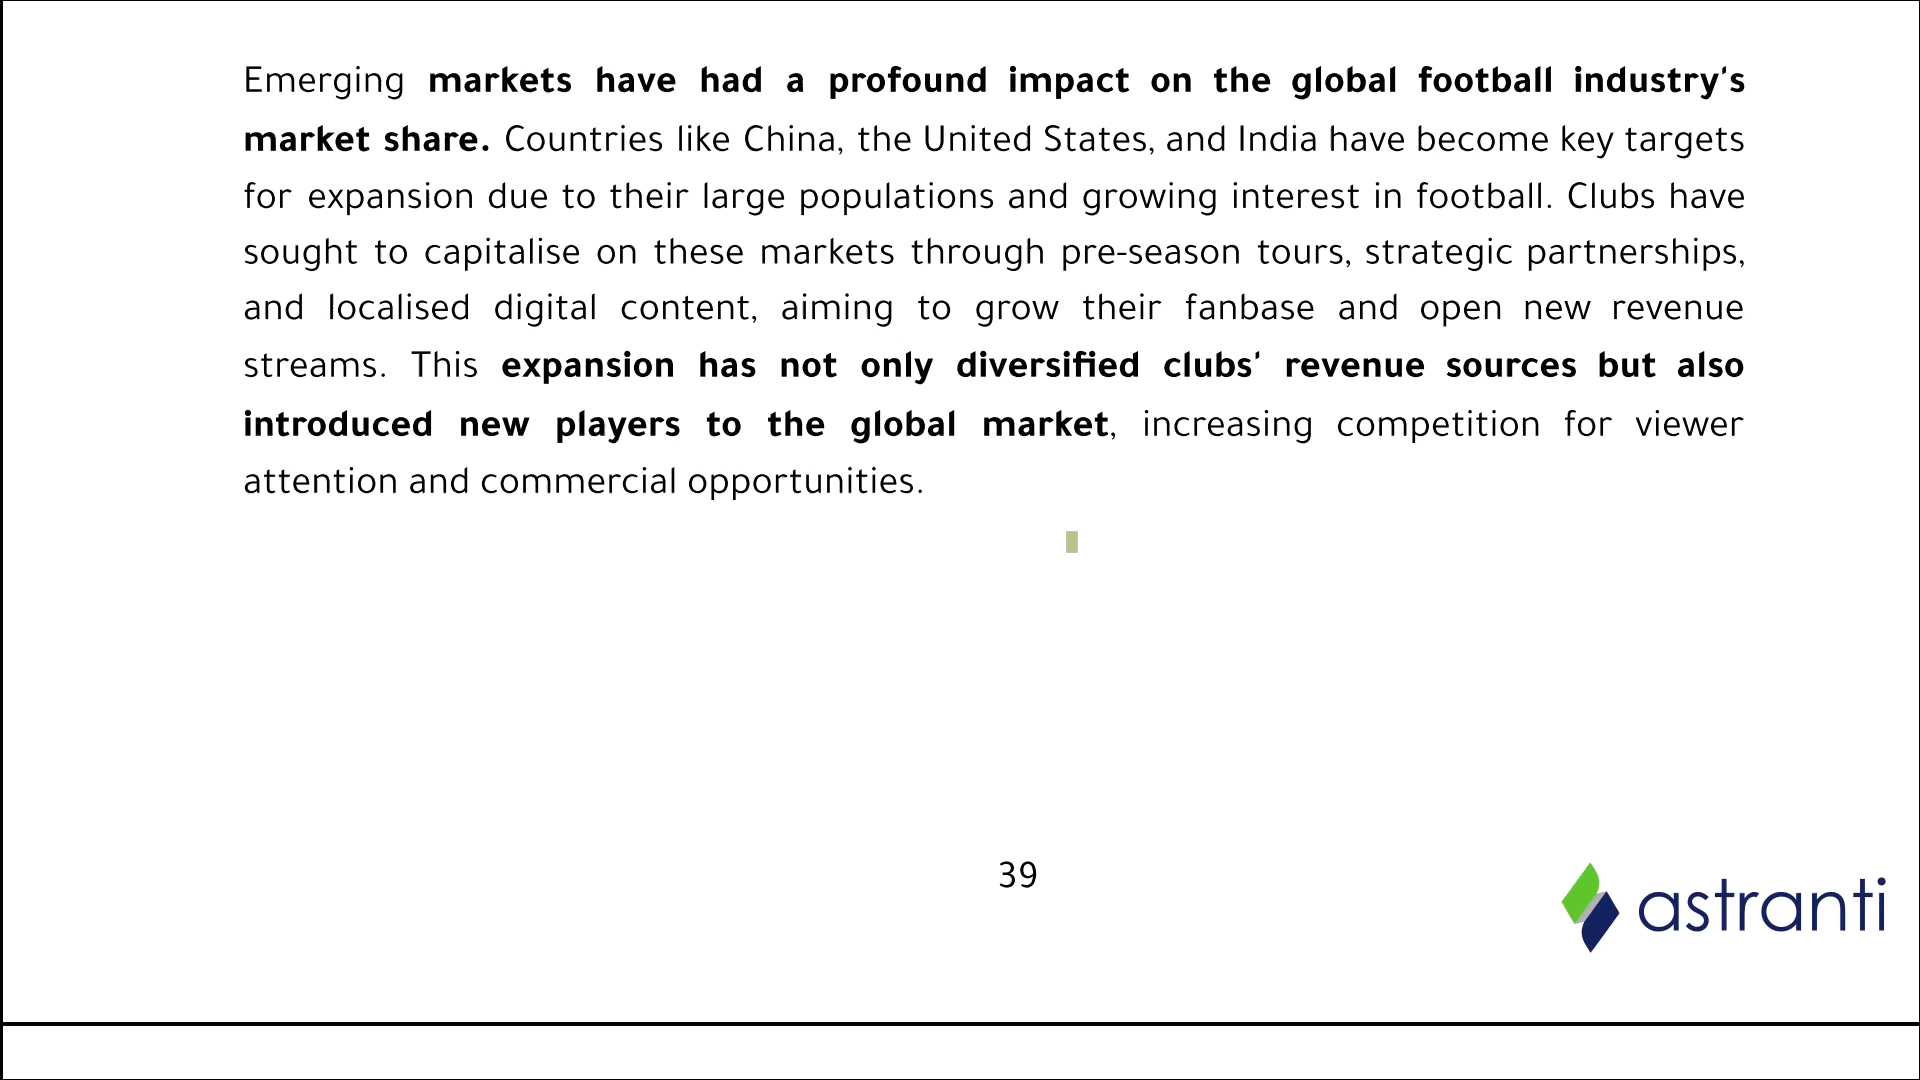 Emerging markets have had a profound impact on the global football industry's
market share. Countries like China, the United States, and India have become key targets
for expansion due to their large populations and growing interest in football. Clubs have
sought to capitalise on these markets through pre-season tours, strategic partnerships,
and localised digital content, aiming to grow their fanbase and open new revenue
streams. This expansion has not only diversified clubs' revenue sources but also
introduced new players to the global market, increasing competition for viewer
attention and commercial opportunities.
39
astranti